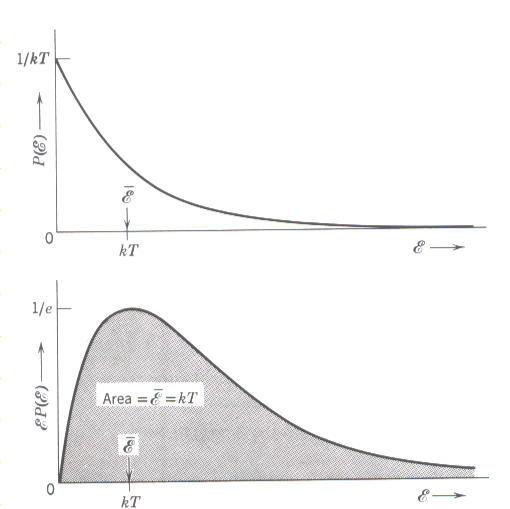 1/kT
P(ℰ) →
ℰ̄
0
kT
ℰ →
1/e
ℰP(ℰ) →
Area = ℰ̄ = kT
ℰ̄
0
kT
ℰ →